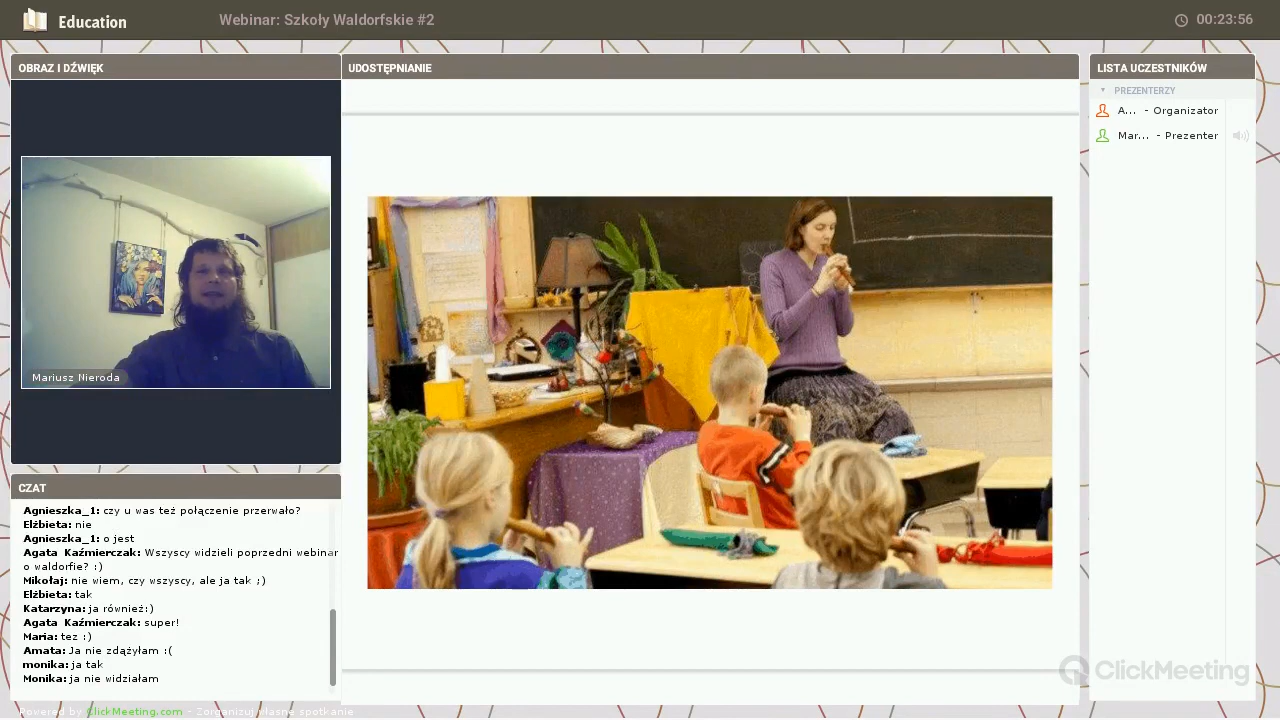 Education
Webinar: Szkoły Waldorfskie #2
00:23:56
OBRAZ I DŹWIĘK
Mariusz Nieroda
CZAT
Agnieszka_1: czy u was też połączenie przerwało?
Elżbieta: nie
Agnieszka_1: o jest
Agata Kaźmierczak: Wszyscy widzieli poprzedni webinar
o waldorfie? :)
Mikołaj: nie wiem, czy wszyscy, ale ja tak ;)
Elżbieta: tak
Katarzyna: ja również:)
Agata Kaźmierczak: super!
Maria: tez :)
Amata: Ja nie zdążyłam :(
monika: ja tak
Monika: ja nie widziałam
Powered by ClickMeeting.com - Zorganizuj własne spotkanie
UDOSTĘPNIANIE
LISTA UCZESTNIKÓW
PREZENTERZY
A... - Organizator
Mar... - Prezenter
ClickMeeting